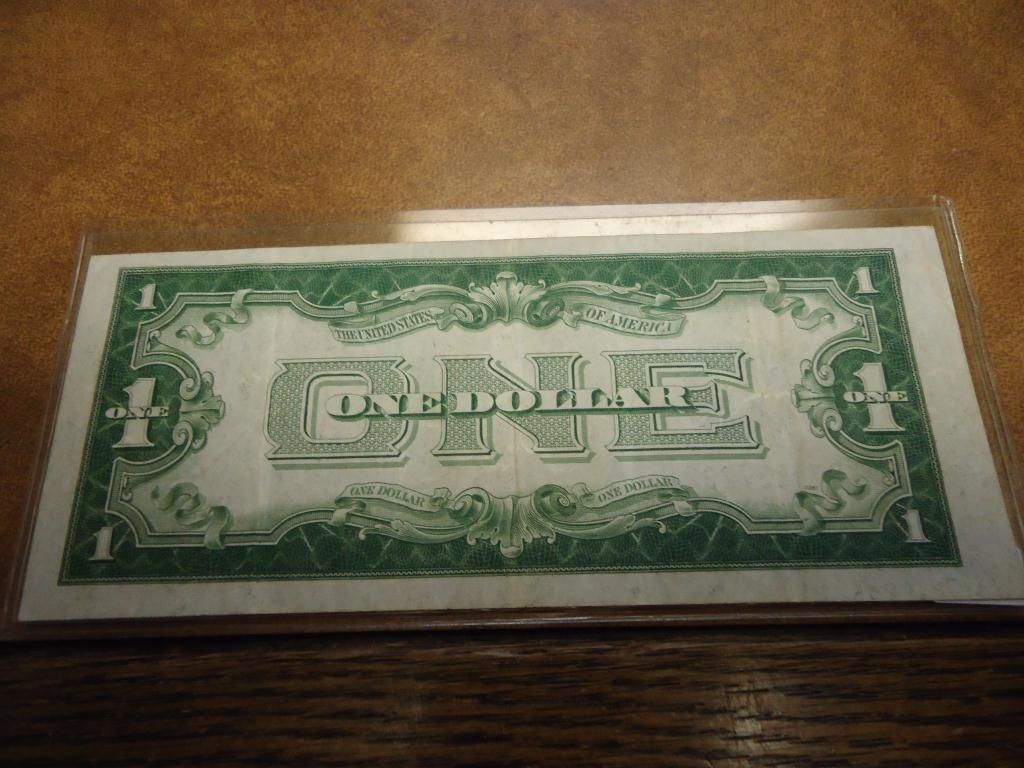 1 1
THE UNITED STATES OF AMERICA
ONE
1 ONE ONE DOLLAR 1 ONE
ONE DOLLAR ONE DOLLAR
1 1